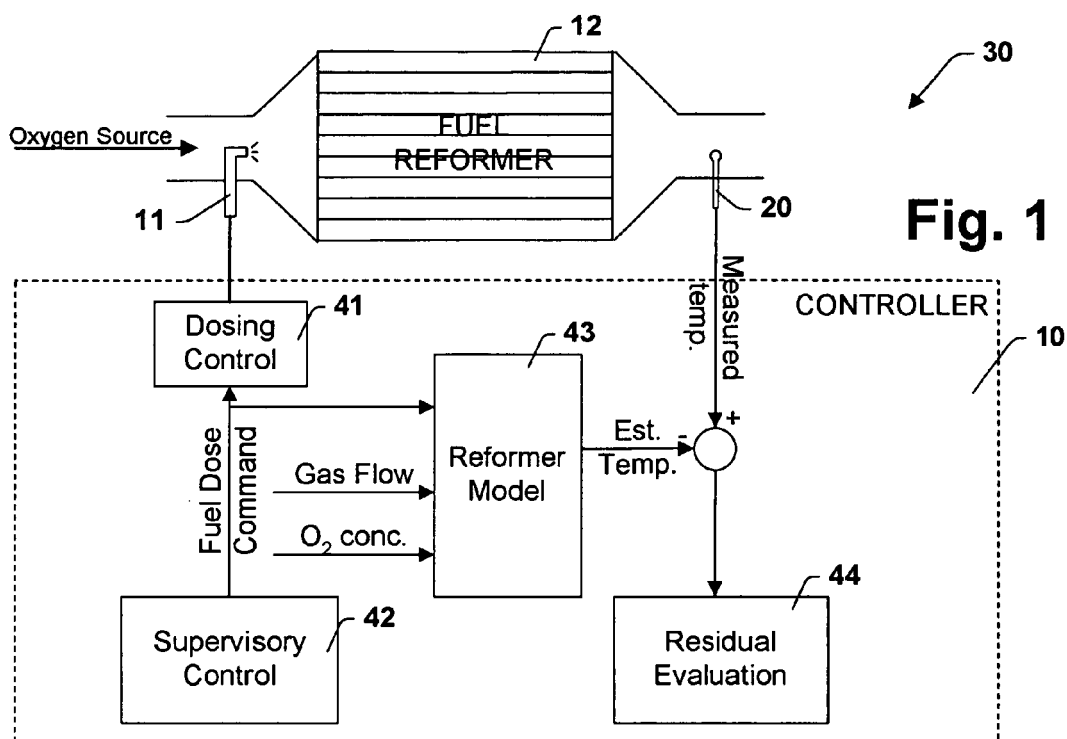 12
30
Oxygen Source
FUEL
REFORMER
11
20
Fig. 1
Measured
temp.
CONTROLLER
41
Dosing
Control
10
43
Fuel Dose
Command
Gas Flow
O₂ conc.
Reformer
Model
Est.
Temp.
-
+
42
Supervisory
Control
44
Residual
Evaluation